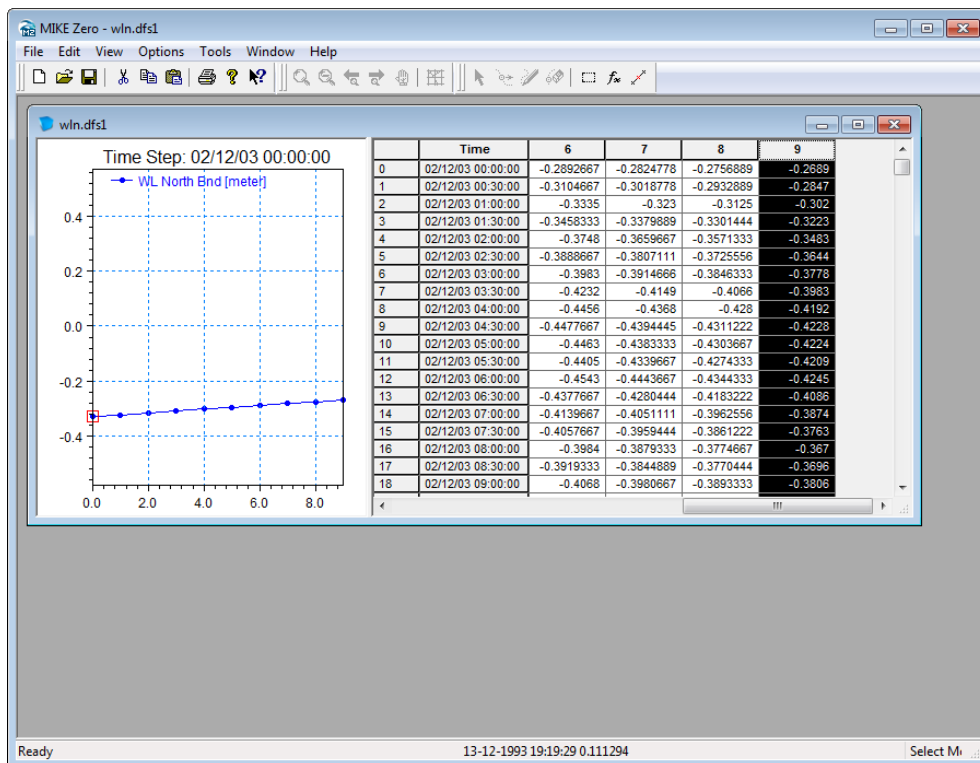 MIKE Zero - wln.dfs1
File Edit View Options Tools Window Help
wln.dfs1
Time Step: 02/12/03 00:00:00
WL North End [meter]
0.4
0.2
0.0
-0.2
-0.4
0.0 2.0 4.0 6.0 8.0
Time 6 7 8 9
0 02/12/03 00:00:00 -0.2892667 -0.2824778 -0.2756889 -0.2689
1 02/12/03 00:30:00 -0.3104667 -0.3018778 -0.2932889 -0.2847
2 02/12/03 01:00:00 -0.3335 -0.323 -0.3125 -0.302
3 02/12/03 01:30:00 -0.3458333 -0.3379889 -0.3301444 -0.3223
4 02/12/03 02:00:00 -0.3748 -0.3659667 -0.3571333 -0.3483
5 02/12/03 02:30:00 -0.3888667 -0.3807111 -0.3725556 -0.3644
6 02/12/03 03:00:00 -0.3983 -0.3914666 -0.3846333 -0.3778
7 02/12/03 03:30:00 -0.4232 -0.4149 -0.4066 -0.3983
8 02/12/03 04:00:00 -0.4456 -0.4368 -0.428 -0.4192
9 02/12/03 04:30:00 -0.4477667 -0.4394445 -0.4311222 -0.4228
10 02/12/03 05:00:00 -0.4463 -0.4383333 -0.4303667 -0.4224
11 02/12/03 05:30:00 -0.4405 -0.4339667 -0.4274333 -0.4209
12 02/12/03 06:00:00 -0.4543 -0.4443667 -0.4344333 -0.4245
13 02/12/03 06:30:00 -0.4377667 -0.4280444 -0.4183222 -0.4086
14 02/12/03 07:00:00 -0.4139667 -0.4051111 -0.3962556 -0.3874
15 02/12/03 07:30:00 -0.4057667 -0.3959444 -0.3861222 -0.3763
16 02/12/03 08:00:00 -0.3984 -0.3879333 -0.3774667 -0.367
17 02/12/03 08:30:00 -0.3919333 -0.3844889 -0.3770444 -0.3696
18 02/12/03 09:00:00 -0.4068 -0.3980667 -0.3893333 -0.3806
Ready 13-12-1993 19:19:29 0.111294 Select M